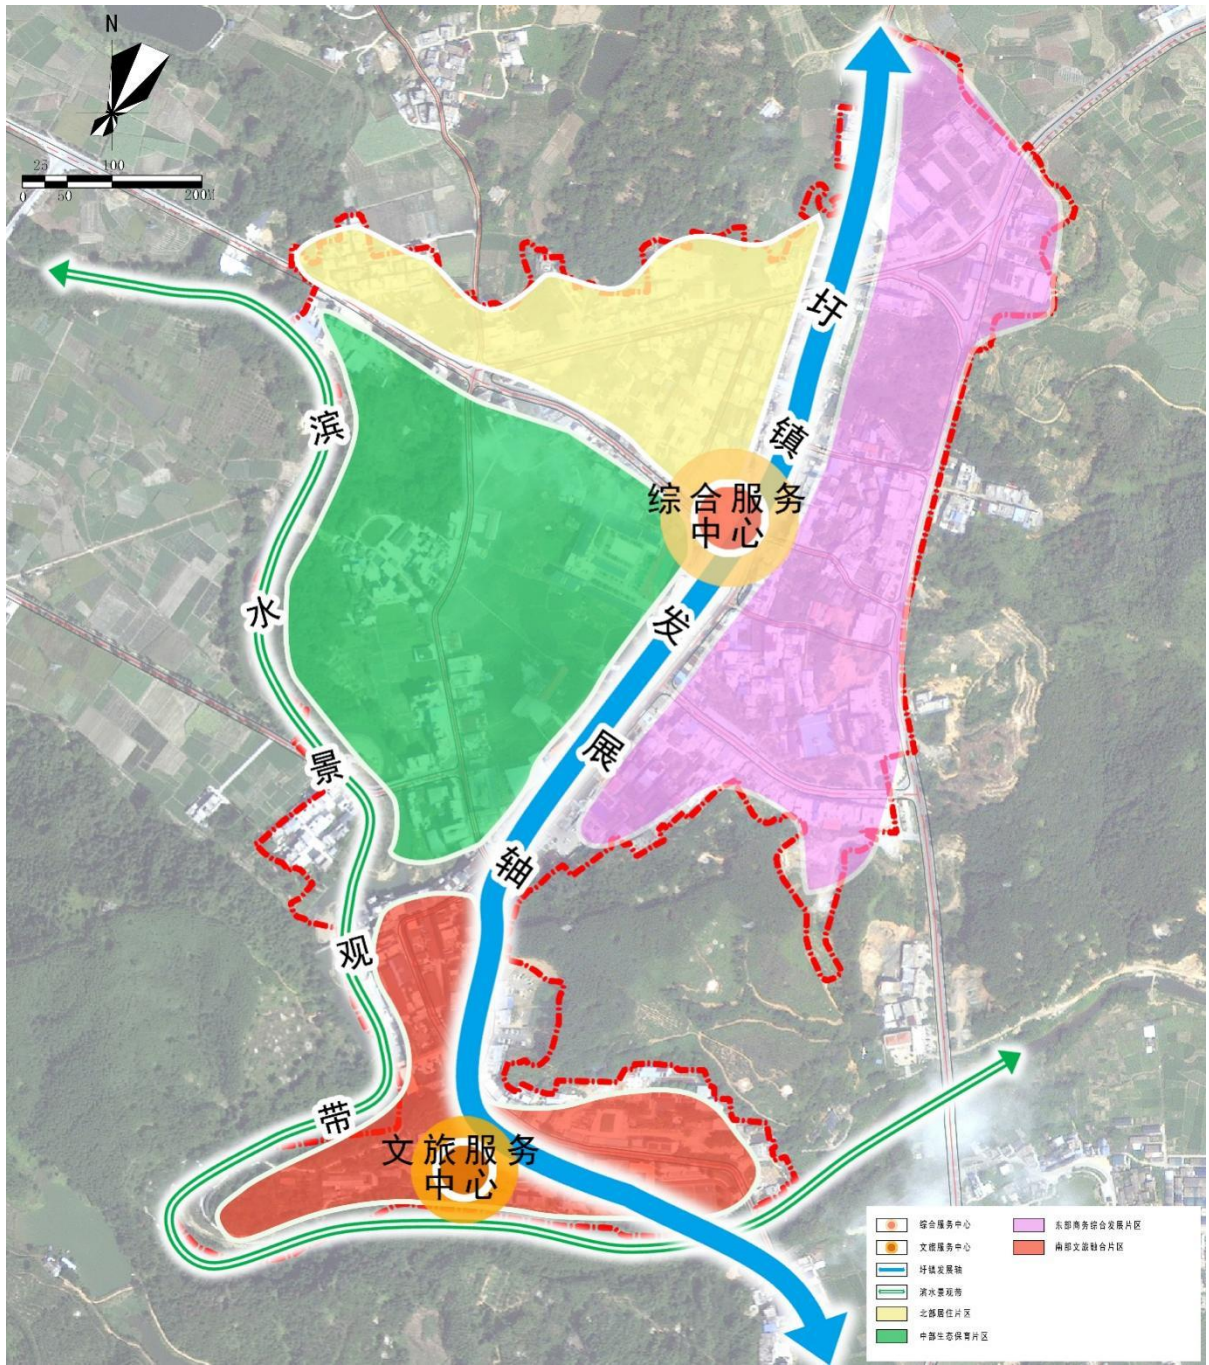 N
25 100
0 50 200M
圩镇发展轴
滨水景观带
综合服务
中心
文旅服务
中心
综合服务中心
文旅服务中心
圩镇发展轴
滨水景观带
北部居住片区
中部生态保育片区
东部商务综合发展片区
南部文旅融合片区